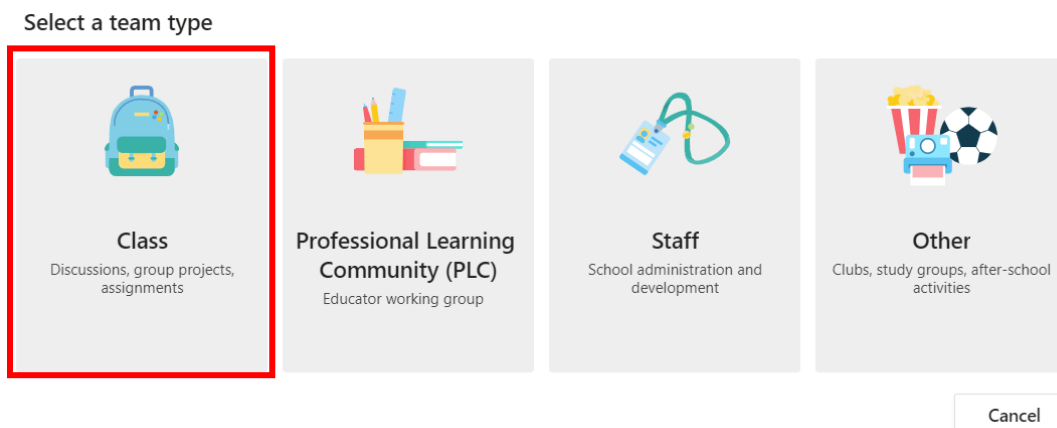 Select a team type
Class
Discussions, group projects,
assignments
Professional Learning
Community (PLC)
Educator working group
Staff
School administration and
development
Other
Clubs, study groups, after-school
activities
Cancel